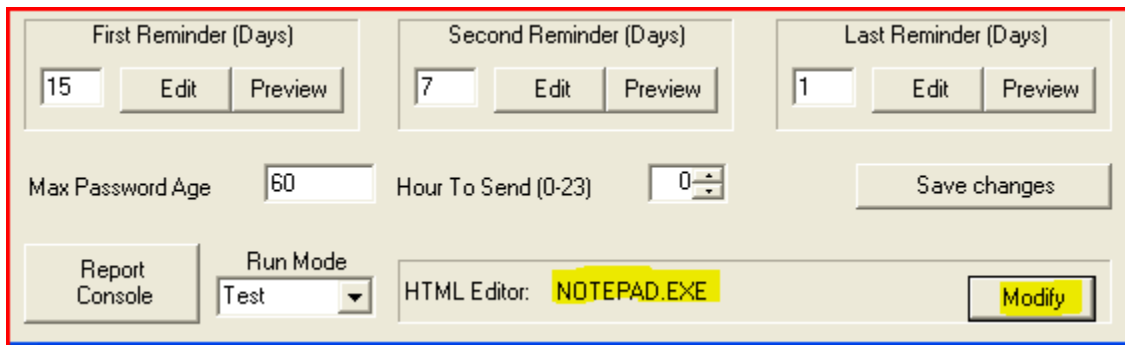 First Reminder (Days)
Second Reminder (Days)
Last Reminder (Days)
15 Edit Preview
7 Edit Preview
1 Edit Preview
Max Password Age 60 Hour To Send (0-23) 0 Save changes
Report
Console
Run Mode
Test
HTML Editor: NOTEPAD.EXE Modify